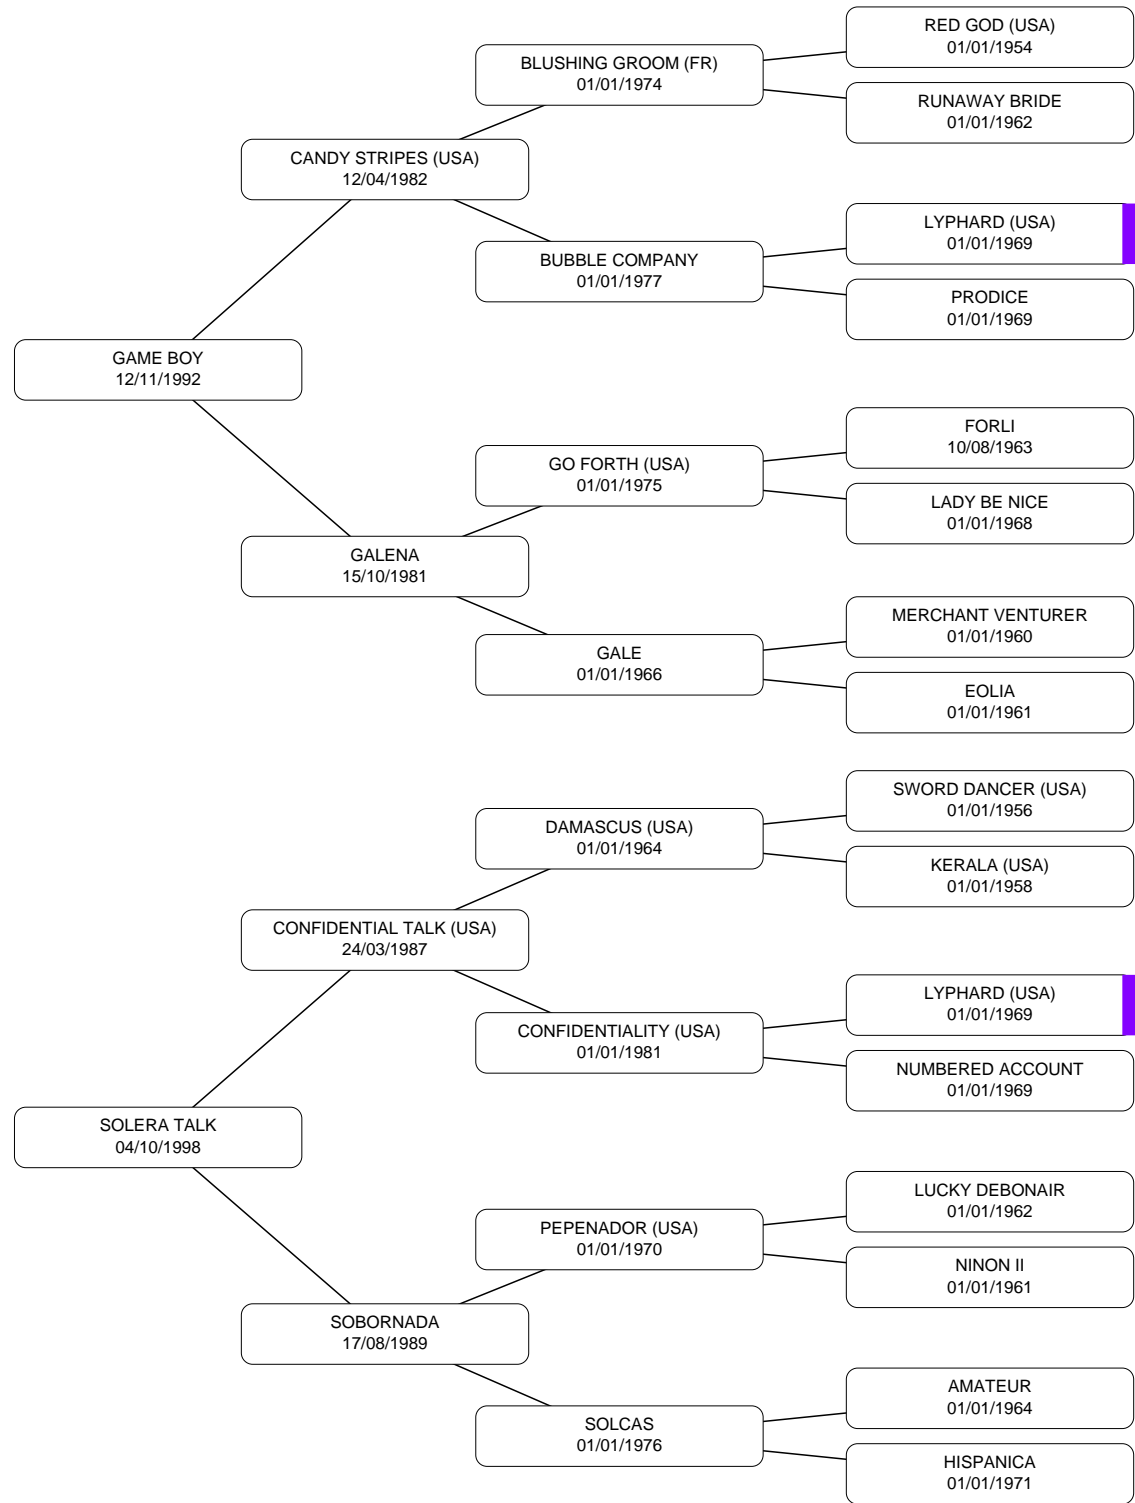 RED GOD (USA)
01/01/1954
BLUSHING GROOM (FR)
01/01/1974
RUNAWAY BRIDE
01/01/1962
CANDY STRIPES (USA)
12/04/1982
LYPHARD (USA)
01/01/1969
BUBBLE COMPANY
01/01/1977
PRODICE
01/01/1969
GAME BOY
12/11/1992
FORLI
10/08/1963
GO FORTH (USA)
01/01/1975
LADY BE NICE
01/01/1968
GALENA
15/10/1981
MERCHANT VENTURER
01/01/1960
GALE
01/01/1966
EOLIA
01/01/1961
SWORD DANCER (USA)
01/01/1956
DAMASCUS (USA)
01/01/1964
KERALA (USA)
01/01/1958
CONFIDENTIAL TALK (USA)
24/03/1987
LYPHARD (USA)
01/01/1969
CONFIDENTIALITY (USA)
01/01/1981
NUMBERED ACCOUNT
01/01/1969
SOLERA TALK
04/10/1998
LUCKY DEBONAIR
01/01/1962
PEPENADOR (USA)
01/01/1970
NINON II
01/01/1961
SOBORNADA
17/08/1989
AMATEUR
01/01/1964
SOLCAS
01/01/1976
HISPANICA
01/01/1971